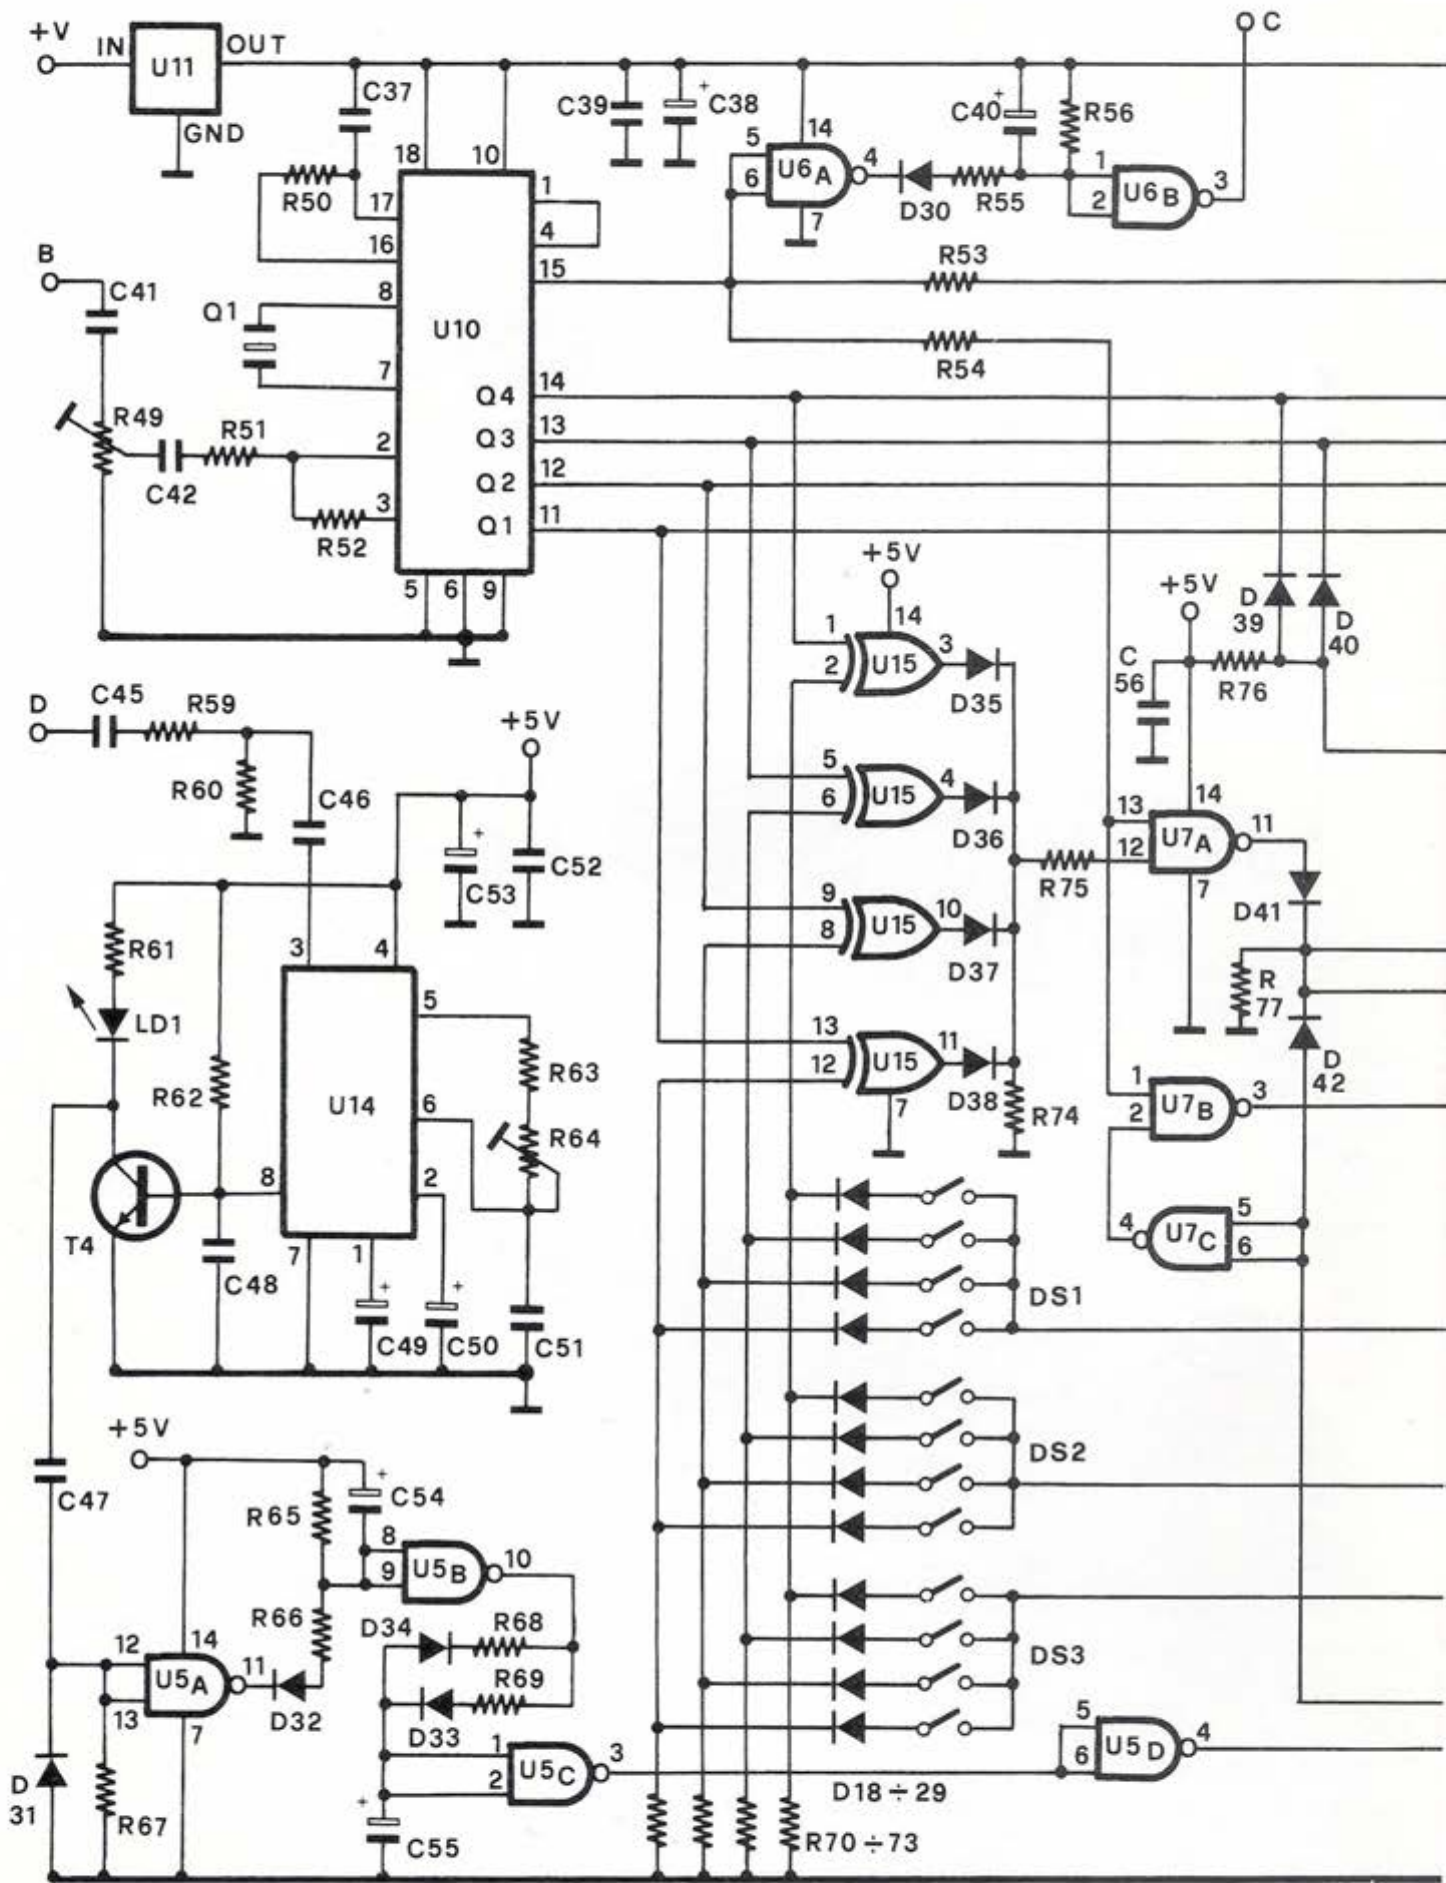 +V IN U11 OUT C
GND
C37 C39 + C38 + C40 R56
18 10 5 6 14 U6A 4 7 D30 R55 1 2 U6B 3
R50 17 16 1 4 15
R53
R54
B
C41
Q1 8 7 U10
R49 C42 R51 R52 2 3
Q4 14
Q3 13
Q2 12
Q1 11
5 6 9
+5V
1 2 14 U15 3 D35
+5V
D 39
D 40
C 56
R76
D C45 R59
R60 C46
+5V
+ C53 C52
5 6 U15 4 D36
R75
13 12 14 U7A 11 7
D41
9 8 U15 10 D37
R 77
D 42
13 12 U15 11 7 D38 R74
R61
LD1
R62
3 4 5 6 2 8 7 1 U14
R63
R64
1 2 U7B 3
4 U7C 5 6
T4
C48
+ C49
+ C50
C51
DS1
DS2
DS3
+5V
C47
R65
+ C54
8 9 U5B 10
R66
D34 R68
R69
D33
12 13 14 U5A 11 7
D32
D 31
R67
1 2 U5C 3
+ C55
5 6 U5D 4
D18÷29
R70÷73